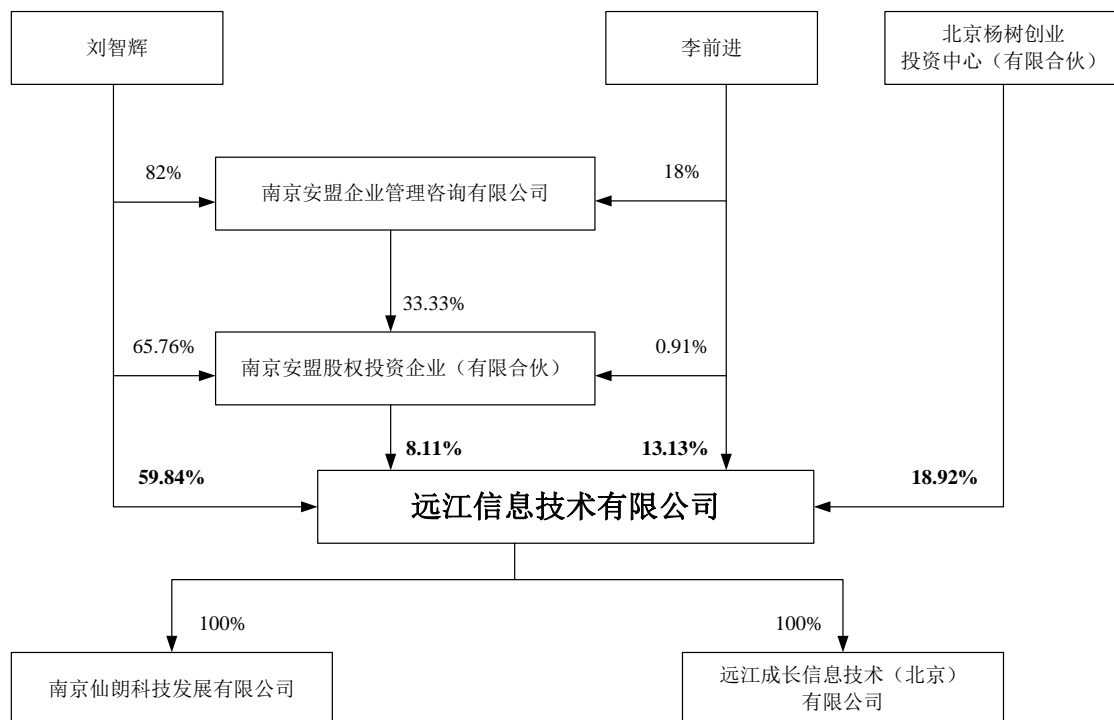 刘智辉
李前进
北京杨树创业
投资中心（有限合伙）
82%
南京安盟企业管理咨询有限公司
18%
33.33%
65.76%
南京安盟股权投资企业（有限合伙）
0.91%
8.11%
13.13%
59.84%
远江信息技术有限公司
18.92%
100%
100%
南京仙朗科技发展有限公司
远江成长信息技术（北京）
有限公司